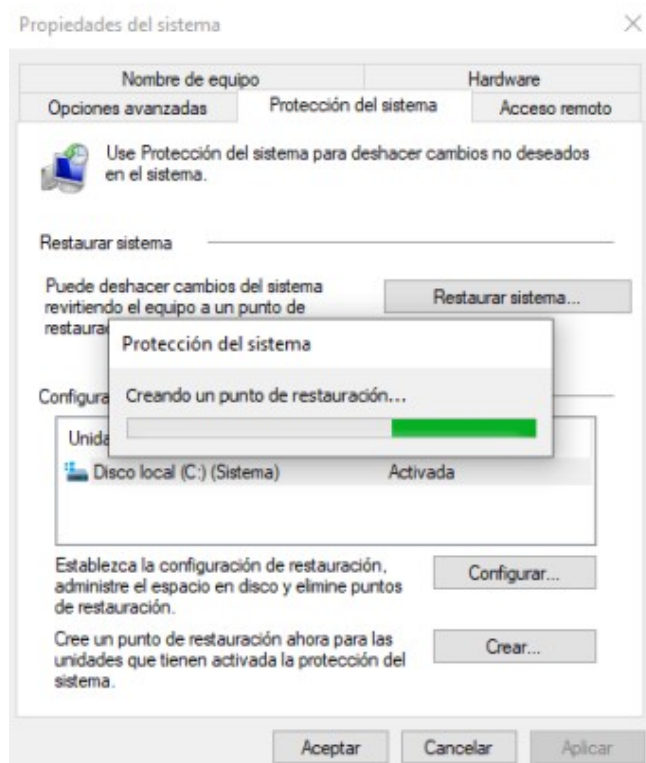 Propiedades del sistema
Nombre de equipo
Hardware
Opciones avanzadas
Protección del sistema
Acceso remoto
Use Protección del sistema para deshacer cambios no deseados
en el sistema.
Restaurar sistema
Puede deshacer cambios del sistema
revirtiendo el equipo a un punto de
Restaurar sistema...
Protección del sistema
Creando un punto de restauración...
Disco local (C:) (Sistema)
Activada
Establezca la configuración de restauración,
administre el espacio en disco y elimine puntos
de restauración.
Configurar...
Cree un punto de restauración ahora para las
unidades que tienen activada la protección del
sistema.
Crear...
Aceptar
Cancelar
Aplicar